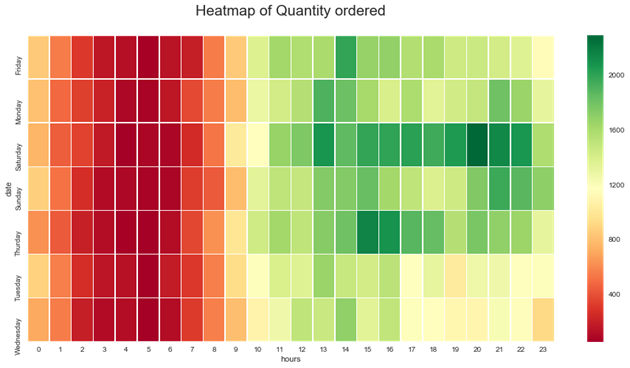 Heatmap of Quantity ordered
Friday
Monday
Saturday
Sunday
Thurday
Tuesday
Wednesday
date
0 1 2 3 4 5 6 7 8 9 10 11 12 13 14 15 16 17 18 19 20 21 22 23
hours
2000
1600
1200
800
400